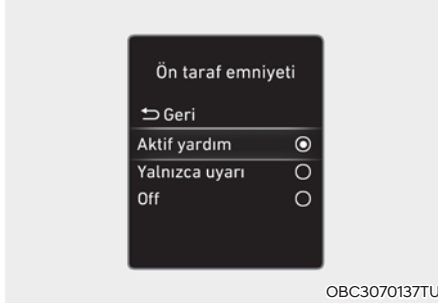 Ön taraf emniyeti
Geri
Aktif yardım
Yalnızca uyarı
Off
OBC3070137TU